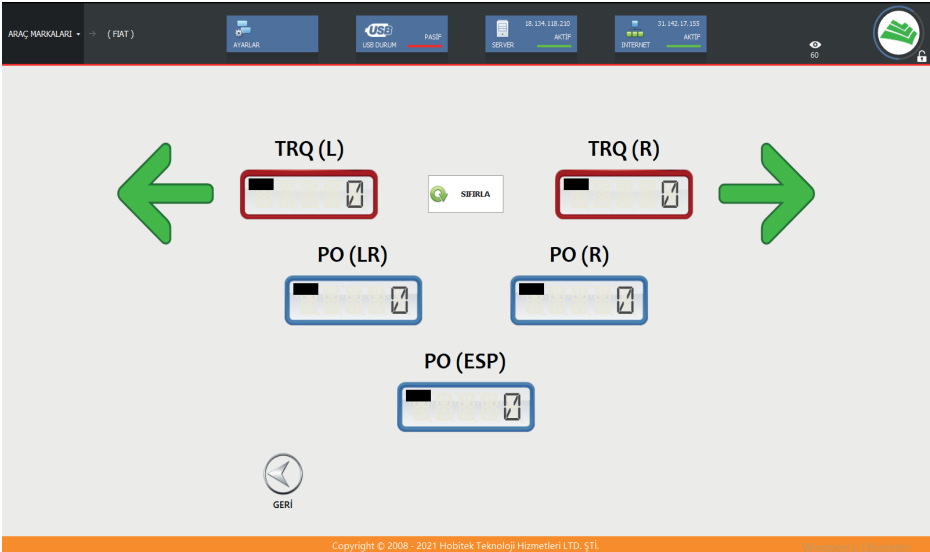 ARAÇ MARKALARI
( FIAT )
AYARLAR
USB
USB DURUM
PASİF
18.134.118.210
SERVER
AKTİF
31.142.17.155
INTERNET
AKTİF
60
TRQ (L)
TRQ (R)
0
SIFIRLA
0
PO (LR)
PO (R)
0
0
PO (ESP)
0
GERİ
Copyright © 2008 - 2021 Hobitek Teknoloji Hizmetleri LTD. ŞTİ.